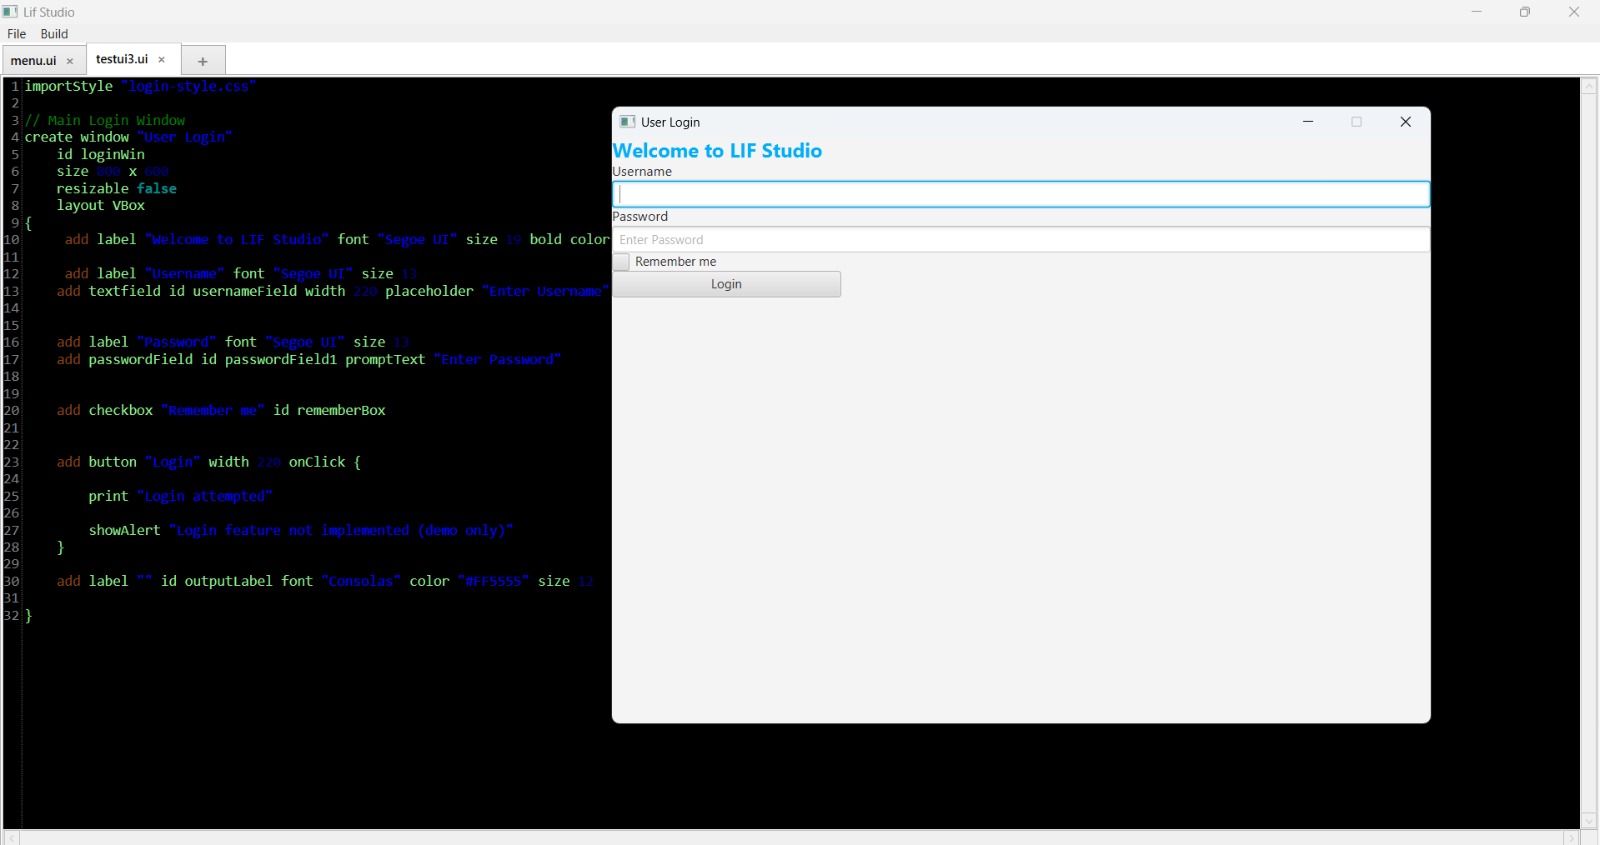 Lif Studio
File Build
menu.ui × testui3.ui × +
1 importStyle "login-style.css"
2
3 // Main Login Window
4 create window "User Login"
5 id loginWin
6 size 800 x 600
7 resizable false
8 layout VBox
9 {
10 add label "Welcome to LIF Studio" font "Segoe UI" size 19 bold color
11
12 add label "Username" font "Segoe UI" size 13
13 add textfield id usernameField width 220 placeholder "Enter Username"
14
15
16 add label "Password" font "Segoe UI" size 13
17 add passwordField id passwordField1 promptText "Enter Password"
18
19
20 add checkbox "Remember me" id rememberBox
21
22
23 add button "Login" width 220 onClick {
24
25 print "Login attempted"
26
27 showAlert "Login feature not implemented (demo only)"
28 }
29
30 add label "" id outputLabel font "Consolas" color "#FF5555" size 12
31
32 }
User Login
Welcome to LIF Studio
Username
Password
Enter Password
Remember me
Login